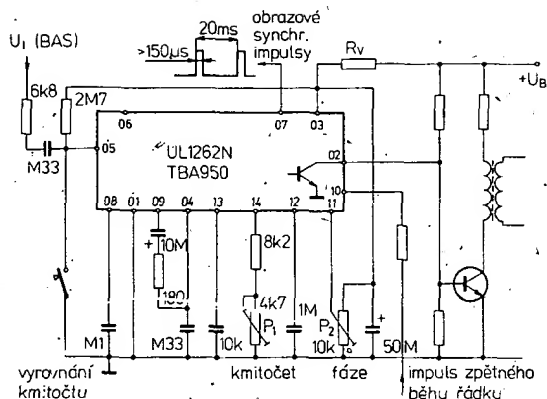 obrazové
synchr.
impulsy
20ms
>150µs
U₁ (BAS)
Rᵥ
+U_B
6k8
2M7
M33
06
07
03
05
02
10
UL1262N
TBA950
08
01
09
04
13
14
12
11
+
10M
180
8k2
4k7
P₁
1M
P₂
10k
+
50M
M1
M33
10k
vyrovnání
kmitočtu
kmitočet
fáze
impuls zpětného
běhu řádku